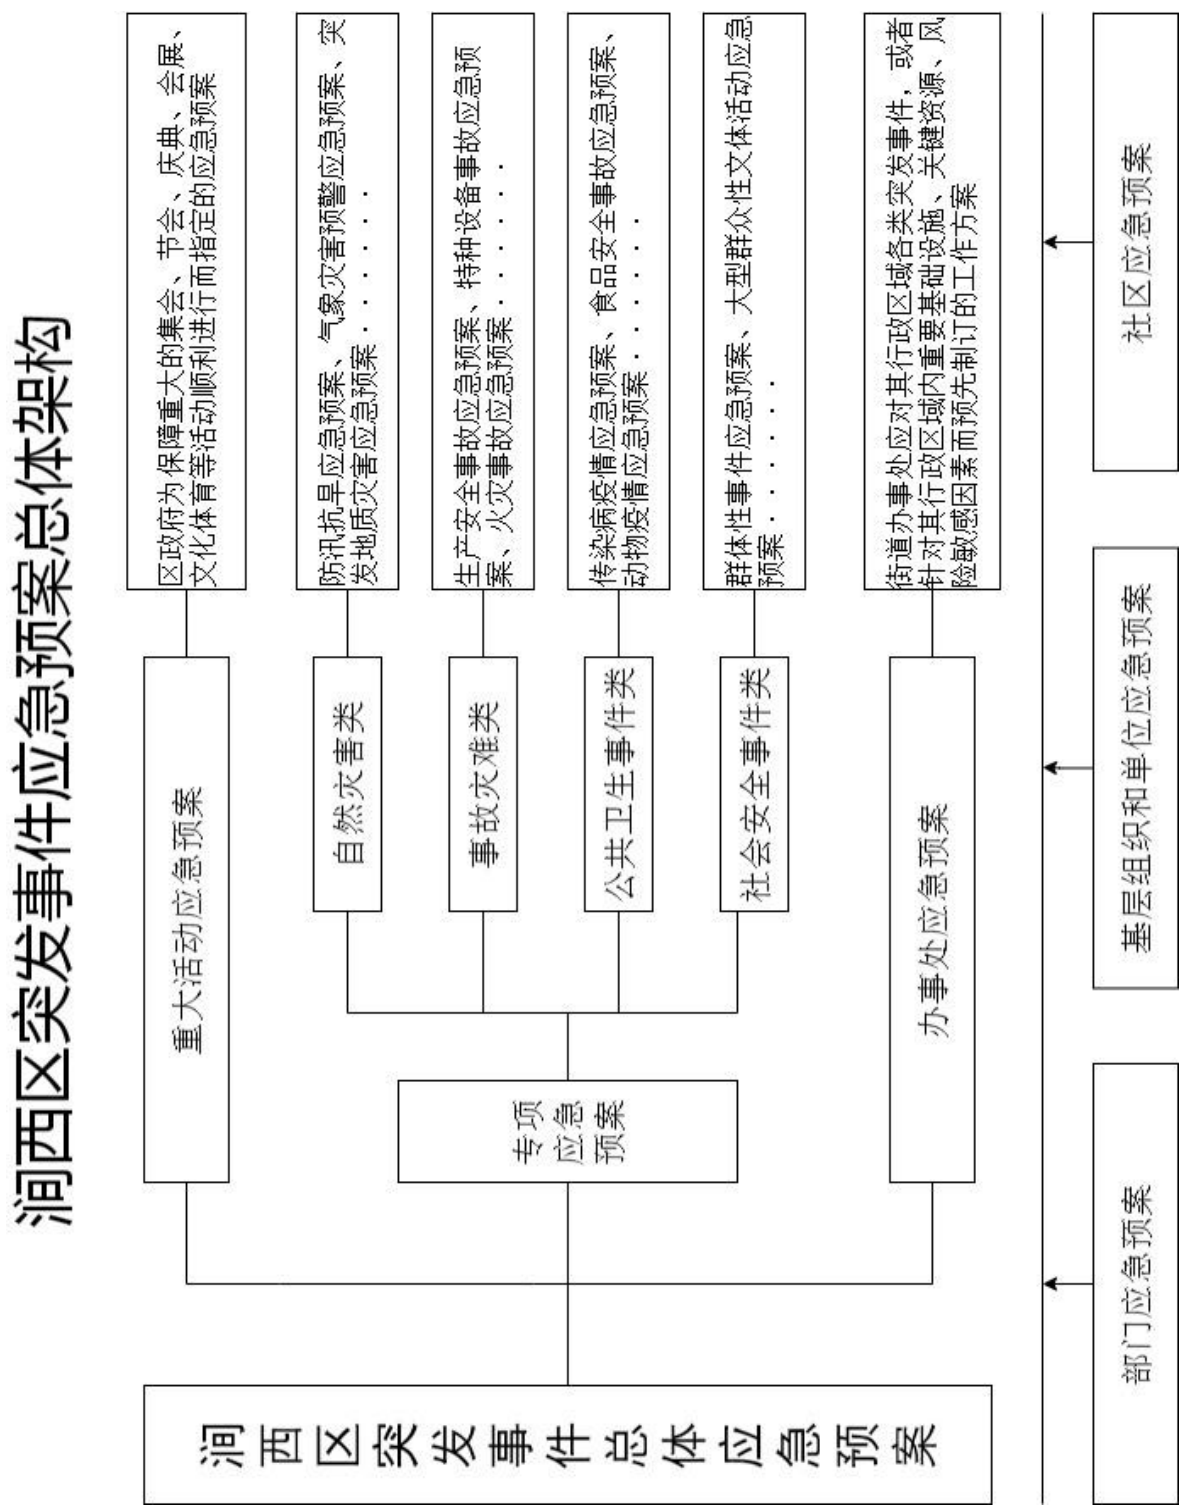 涧西区突发事件应急预案总体架构
涧西区突发事件总体应急预案
重大活动应急预案
区政府为保障重大的集会、节会、庆典、会展、
文化体育等活动顺利进行而指定的应急预案
专项
应急
预案
自然灾害类
防汛抗旱应急预案、气象灾害预警应急预案、突
发地质灾害应急预案......
事故灾难类
生产安全事故应急预案、特种设备事故应急预
案、火灾事故应急预案......
公共卫生事件类
传染病疫情应急预案、食品安全事故应急预案、
动物疫情应急预案......
社会安全事件类
群体性事件应急预案、大型群众性文体活动应急
预案......
办事处应急预案
街道办事处应对其行政区域各类突发事件，或者
针对其行政区域内重要基础设施、关键资源、风
险敏感因素而预先制订的工作方案
部门应急预案
基层组织和单位应急预案
社区应急预案